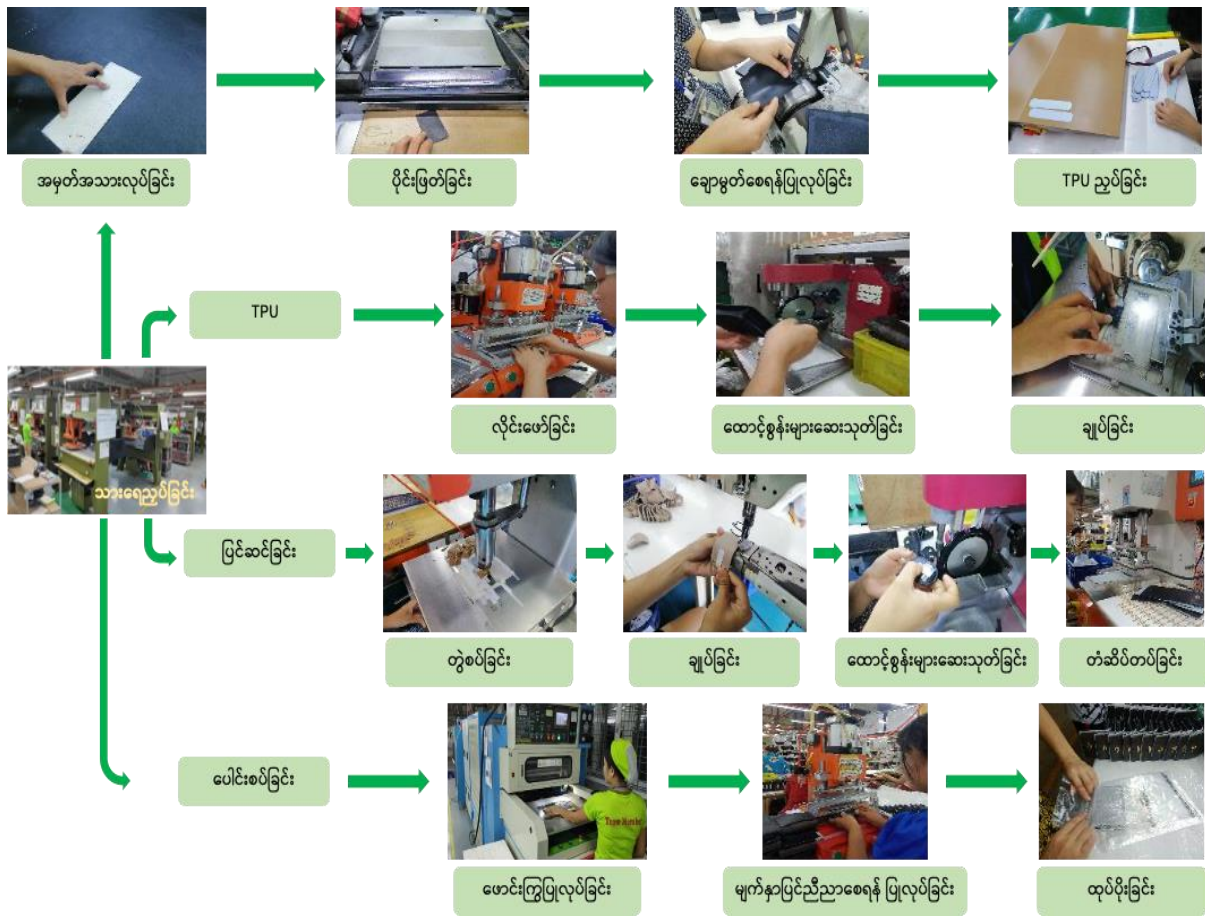 အမှတ်အသားလုပ်ခြင်း
ပိုင်းဖြတ်ခြင်း
ချောမွတ်စေရန်ပြုလုပ်ခြင်း
TPU ညှပ်ခြင်း
TPU
လိုင်းဖော်ခြင်း
ထောင့်စွန်းများဆေးသုတ်ခြင်း
ချုပ်ခြင်း
သားရေညှပ်ခြင်း
ပြင်ဆင်ခြင်း
တွဲစပ်ခြင်း
ချုပ်ခြင်း
ထောင့်စွန်းများဆေးသုတ်ခြင်း
တံဆိပ်တပ်ခြင်း
ပေါင်းစပ်ခြင်း
ဖောင်းကြွပြုလုပ်ခြင်း
မျက်နှာပြင်ညီညာစေရန် ပြုလုပ်ခြင်း
ထုပ်ပိုးခြင်း